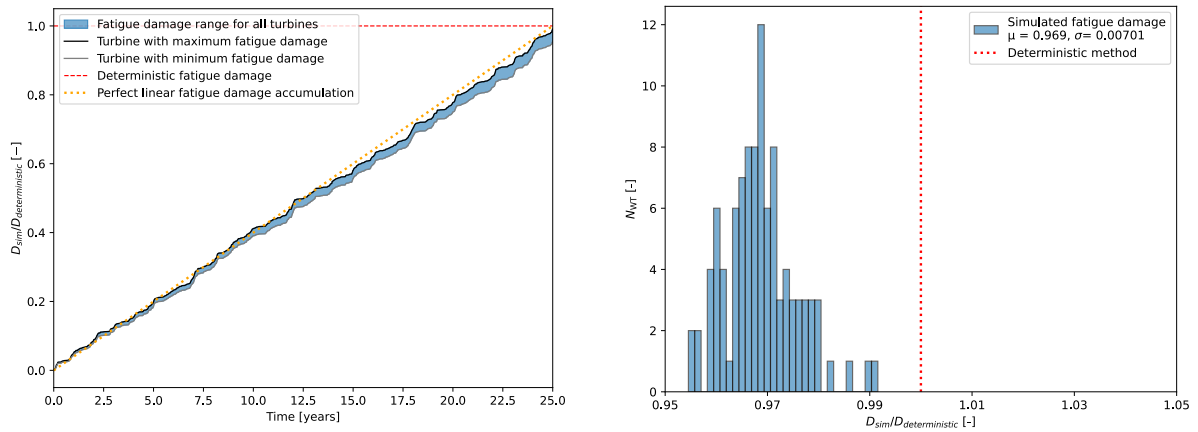 Fatigue damage range for all turbines
Turbine with maximum fatigue damage
Turbine with minimum fatigue damage
Deterministic fatigue damage
Perfect linear fatigue damage accumulation
1.0
0.8
0.6
0.4
0.2
0.0
D_sim/D_deterministic [−]
0.0 2.5 5.0 7.5 10.0 12.5 15.0 17.5 20.0 22.5 25.0
Time [years]
Simulated fatigue damage
μ = 0.969, σ= 0.00701
Deterministic method
12
10
8
6
4
2
0
N_WT [-]
0.95 0.97 0.99 1.01 1.03 1.05
D_sim/D_deterministic [-]